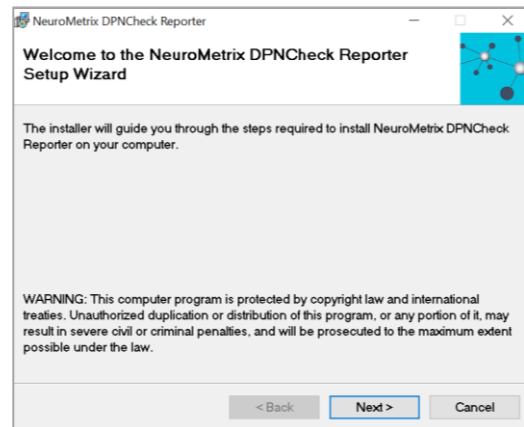 NeuroMetrix DPNCheck Reporter
Welcome to the NeuroMetrix DPNCheck Reporter
Setup Wizard
The installer will guide you through the steps required to install NeuroMetrix DPNCheck
Reporter on your computer.
WARNING: This computer program is protected by copyright law and international
treaties. Unauthorized duplication or distribution of this program, or any portion of it, may
result in severe civil or criminal penalties, and will be prosecuted to the maximum extent
possible under the law.
< Back Next > Cancel